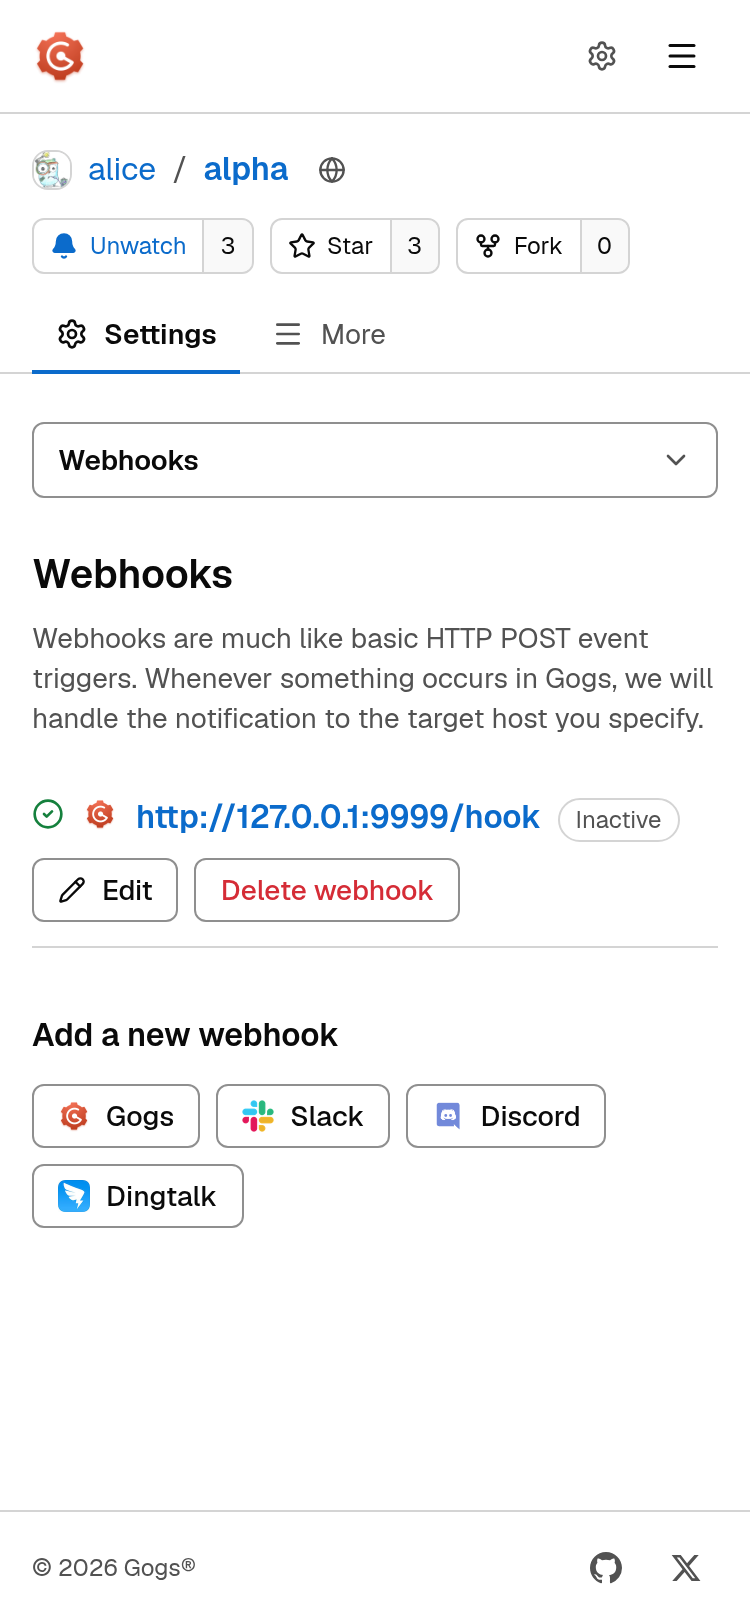 alice / alpha
Unwatch 3 Star 3 Fork 0
Settings More
Webhooks
Webhooks
Webhooks are much like basic HTTP POST event
triggers. Whenever something occurs in Gogs, we will
handle the notification to the target host you specify.
http://127.0.0.1:9999/hook Inactive
Edit Delete webhook
Add a new webhook
Gogs Slack Discord
Dingtalk
© 2026 Gogs®